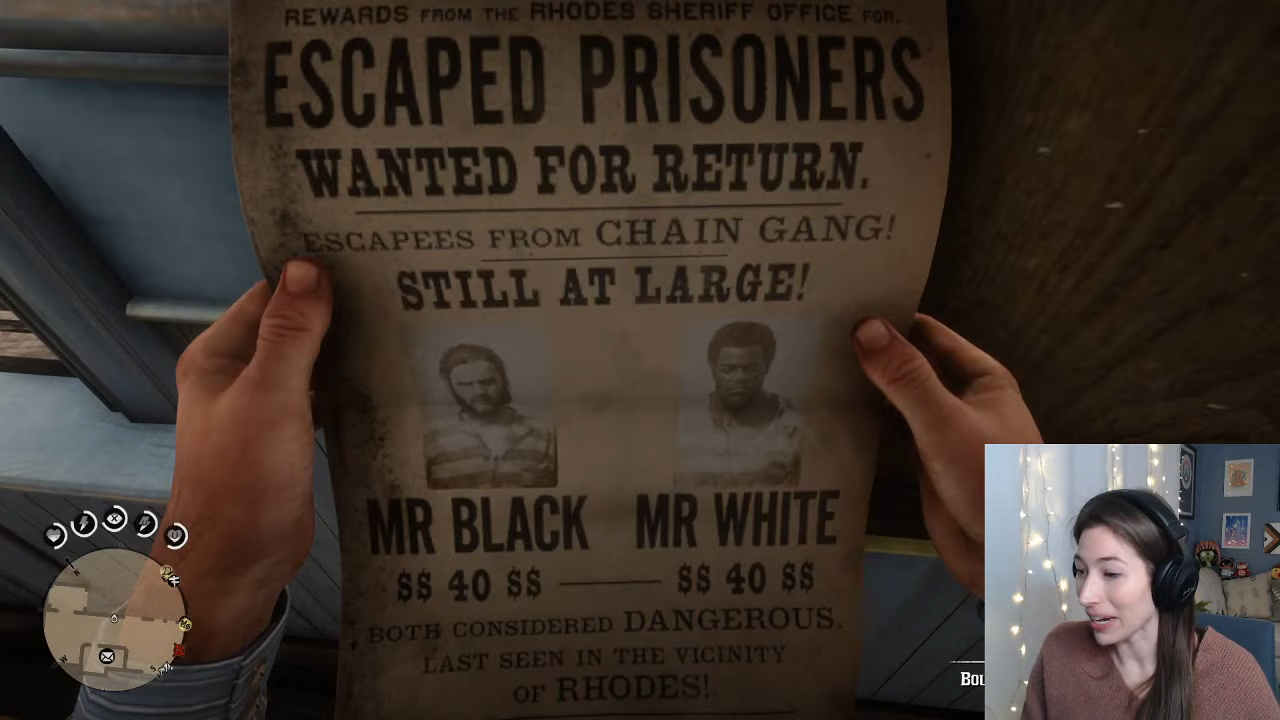 REWARDS FROM THE RHODES SHERIFF OFFICE FOR.
ESCAPED PRISONERS
WANTED FOR RETURN.
ESCAPEES FROM CHAIN GANG!
STILL AT LARGE!
MR BLACK MR WHITE
$$ 40 $$ $$ 40 $$
BOTH CONSIDERED DANGEROUS.
LAST SEEN IN THE VICINITY
OF RHODES!